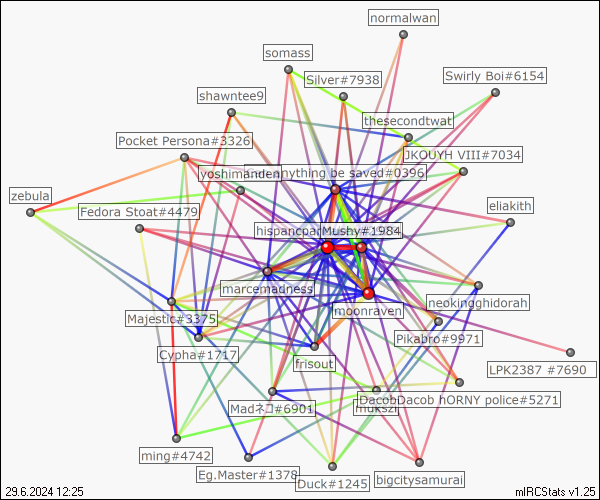 normalwan
somass
Silver#7938
Swirly Boi#6154
shawntee9
thesecondtwat
Pocket Persona#3326
JKOUYH VIII#7034
yoshimanden
anything be saved#0396
zebula
Fedora Stoat#4479
eliakith
hispancpac
Mushy#1984
marcemadness
neokingghidorah
moonraven
Majestic#3375
Pikabro#9971
Cypha#1717
frisout
LPK2387 #7690
DacobDacob hORNY police#5271
Madネコ#6901
mukszi
ming#4742
Eg.Master#1378
Duck#1245
bigcitysamurai
29.6.2024 12:25
mIRCStats v1.25